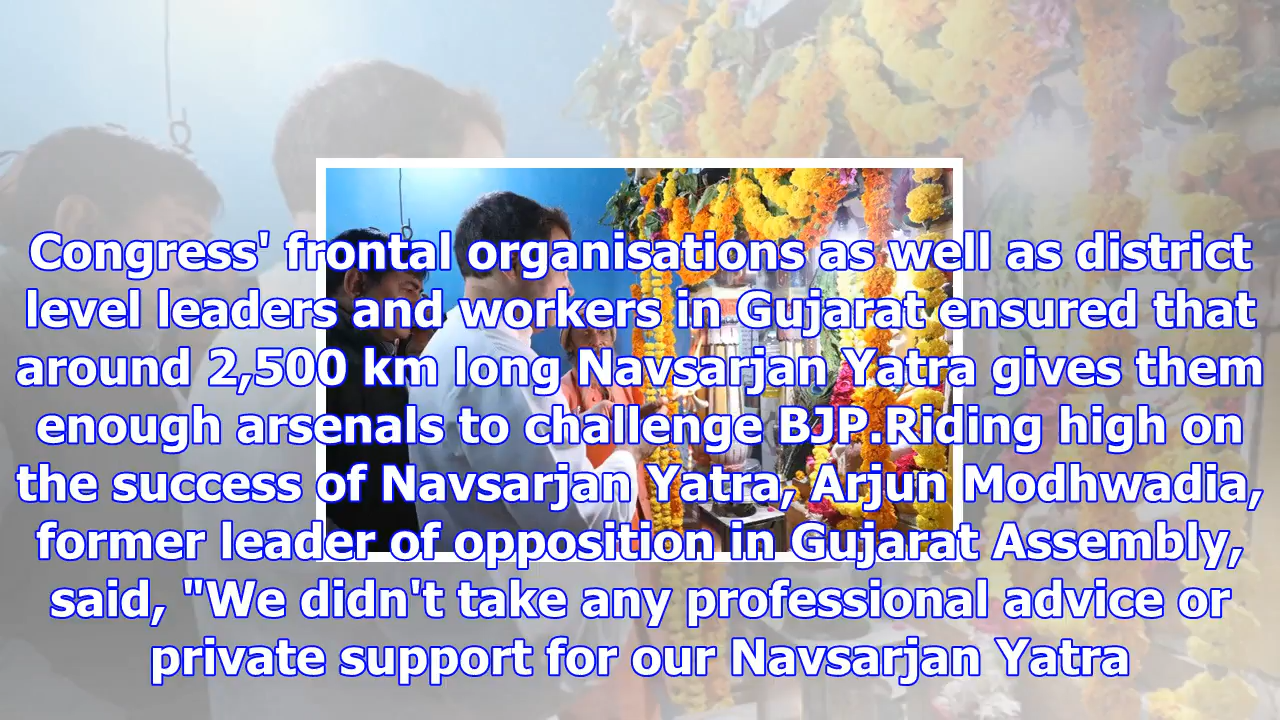 Congress' frontal organisations as well as district
level leaders and workers in Gujarat ensured that
around 2,500 km long Navsarjan Yatra gives them
enough arsenals to challenge BJP.Riding high on
the success of Navsarjan Yatra, Arjun Modhwadia,
former leader of opposition in Gujarat Assembly,
said, "We didn't take any professional advice or
private support for our Navsarjan Yatra